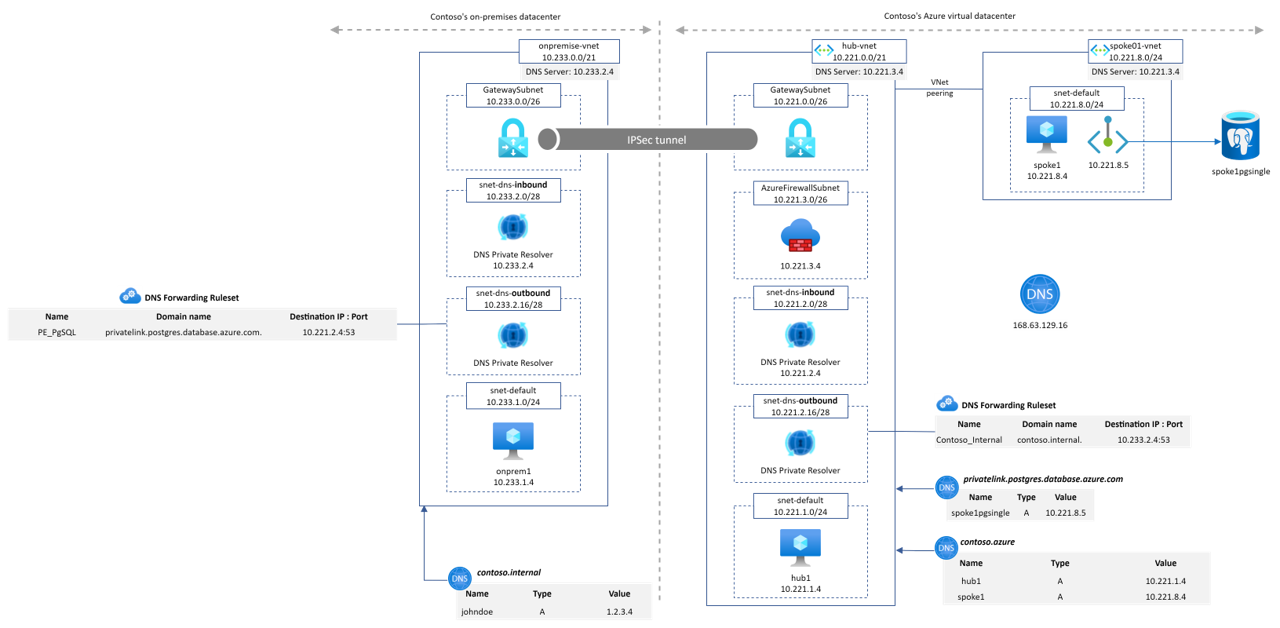 Contoso's on-premises datacenter
Contoso's Azure virtual datacenter
onpremise-vnet
10.233.0.0/21
DNS Server: 10.233.2.4
GatewaySubnet
10.233.0.0/26
IPSec tunnel
snet-dns-inbound
10.233.2.0/28
DNS Private Resolver
10.233.2.4
snet-dns-outbound
10.233.2.16/28
DNS Private Resolver
snet-default
10.233.1.0/24
onprem1
10.233.1.4
DNS Forwarding Ruleset
Name Domain name Destination IP : Port
PE_PgSQL privatelink.postgres.database.azure.com. 10.221.2.4:53
DNS
contoso.internal
Name Type Value
johndoe A 1.2.3.4
hub-vnet
10.221.0.0/21
DNS Server: 10.221.3.4
GatewaySubnet
10.221.0.0/26
AzureFirewallSubnet
10.221.3.0/26
10.221.3.4
snet-dns-inbound
10.221.2.0/28
DNS Private Resolver
10.221.2.4
snet-dns-outbound
10.221.2.16/28
DNS Private Resolver
snet-default
10.221.1.0/24
hub1
10.221.1.4
VNet
peering
spoke01-vnet
10.221.8.0/24
DNS Server: 10.221.3.4
snet-default
10.221.8.0/24
spoke1
10.221.8.4
10.221.8.5
spoke1pgsingle
DNS
168.63.129.16
DNS Forwarding Ruleset
Name Domain name Destination IP : Port
Contoso_Internal contoso.internal. 10.233.2.4:53
DNS
privatelink.postgres.database.azure.com
Name Type Value
spoke1pgsingle A 10.221.8.5
DNS
contoso.azure
Name Type Value
hub1 A 10.221.1.4
spoke1 A 10.221.8.4